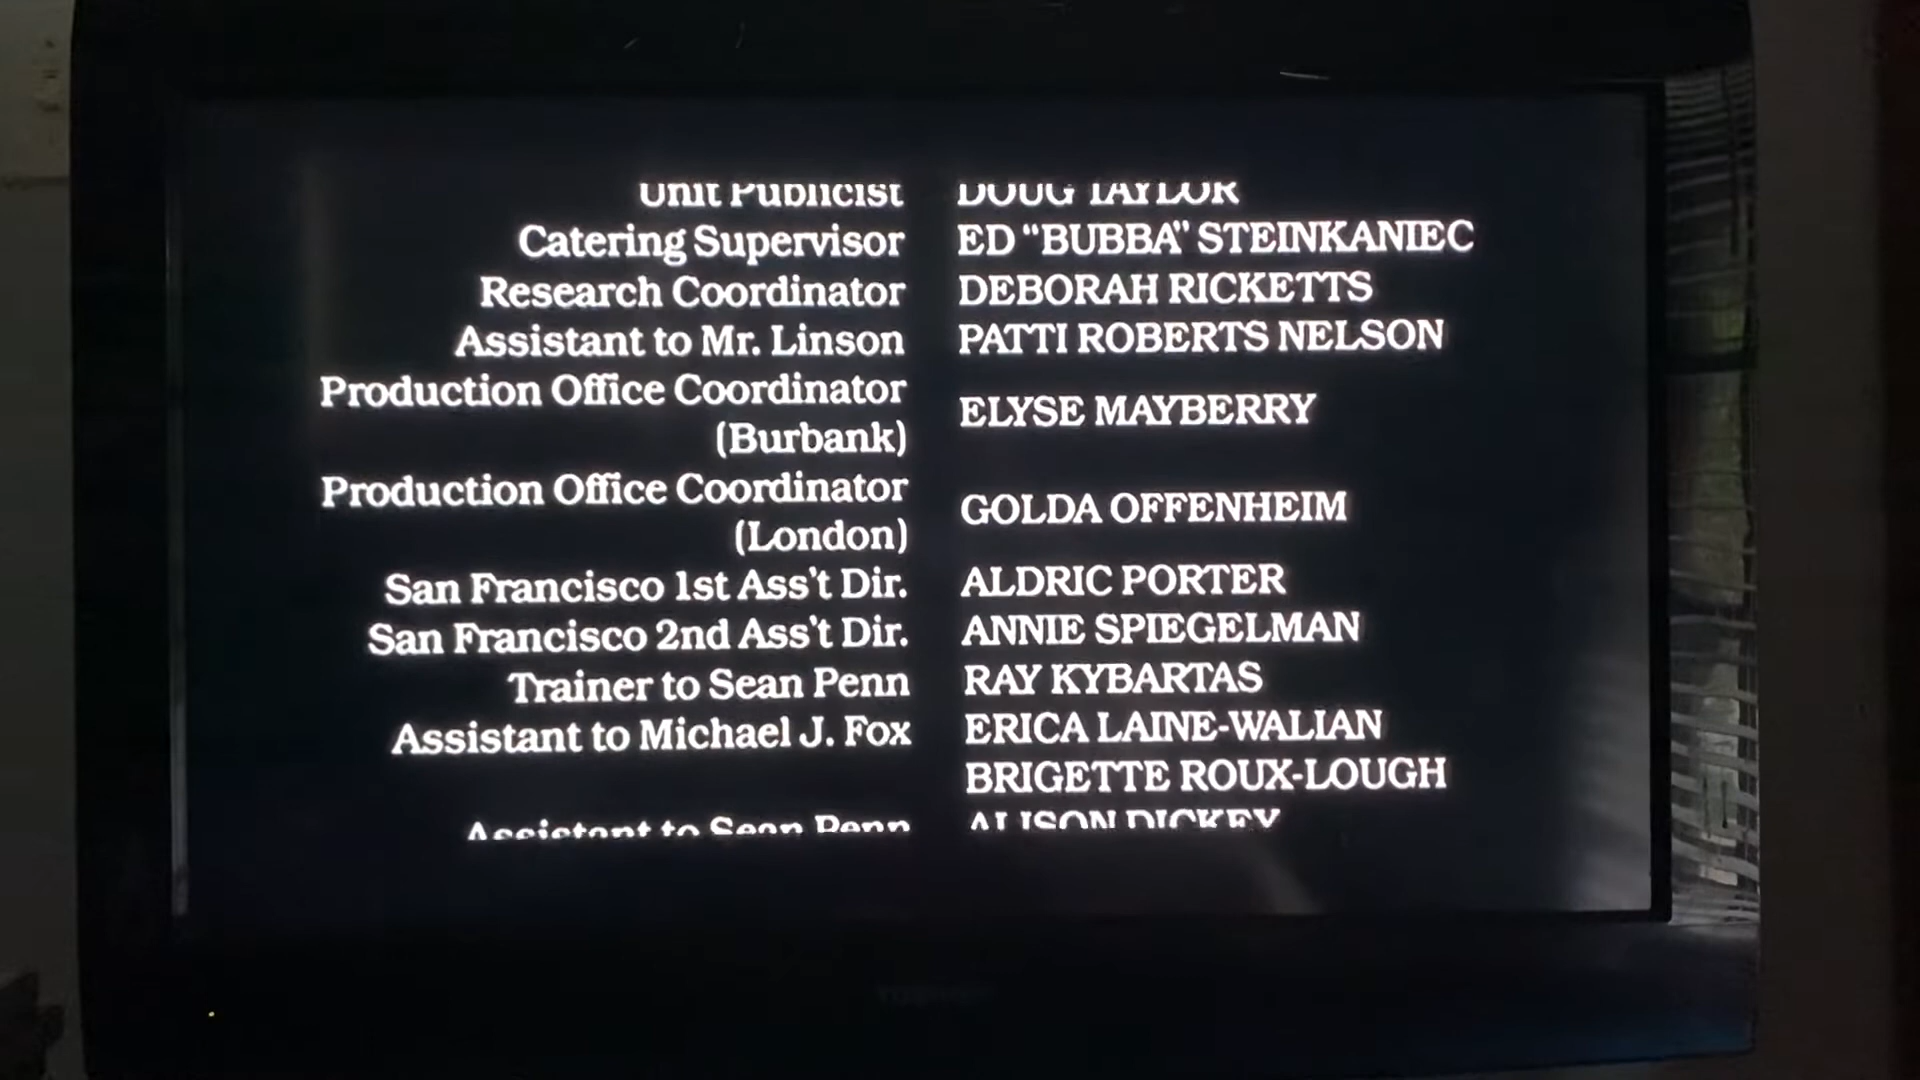 Unit Publicist DOUG TAYLOR
Catering Supervisor ED “BUBBA” STEINKANIEC
Research Coordinator DEBORAH RICKETTS
Assistant to Mr. Linson PATTI ROBERTS NELSON
Production Office Coordinator
(Burbank) ELYSE MAYBERRY
Production Office Coordinator
(London) GOLDA OFFENHEIM
San Francisco 1st Ass't Dir. ALDRIC PORTER
San Francisco 2nd Ass't Dir. ANNIE SPIEGELMAN
Trainer to Sean Penn RAY KYBARTAS
Assistant to Michael J. Fox ERICA LAINE-WALIAN
BRIGETTE ROUX-LOUGH
Assistant to Sean Penn ALISON DICKEY